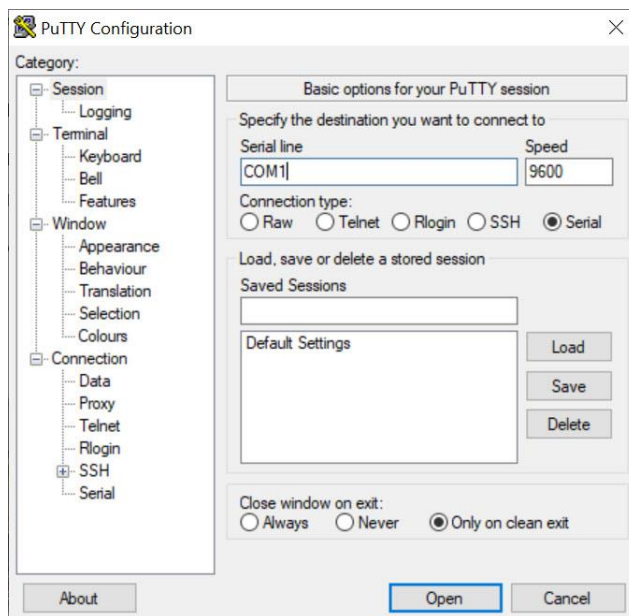 PuTTY Configuration
Category:
Session
Logging
Terminal
Keyboard
Bell
Features
Window
Appearance
Behaviour
Translation
Selection
Colours
Connection
Data
Proxy
Telnet
Rlogin
SSH
Serial
Basic options for your PuTTY session
Specify the destination you want to connect to
Serial line Speed
COM1 9600
Connection type:
Raw Telnet Rlogin SSH Serial
Load, save or delete a stored session
Saved Sessions
Default Settings
Load
Save
Delete
Close window on exit:
Always Never Only on clean exit
About Open Cancel